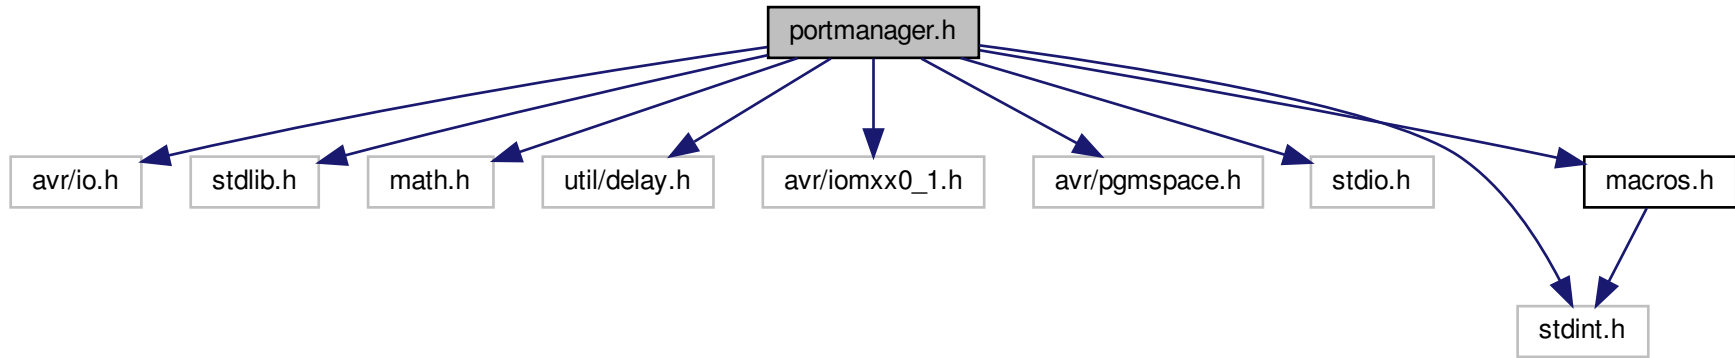 portmanager.h
avr/io.h
stdlib.h
math.h
util/delay.h
avr/iomxx0_1.h
avr/pgmspace.h
stdio.h
macros.h
stdint.h